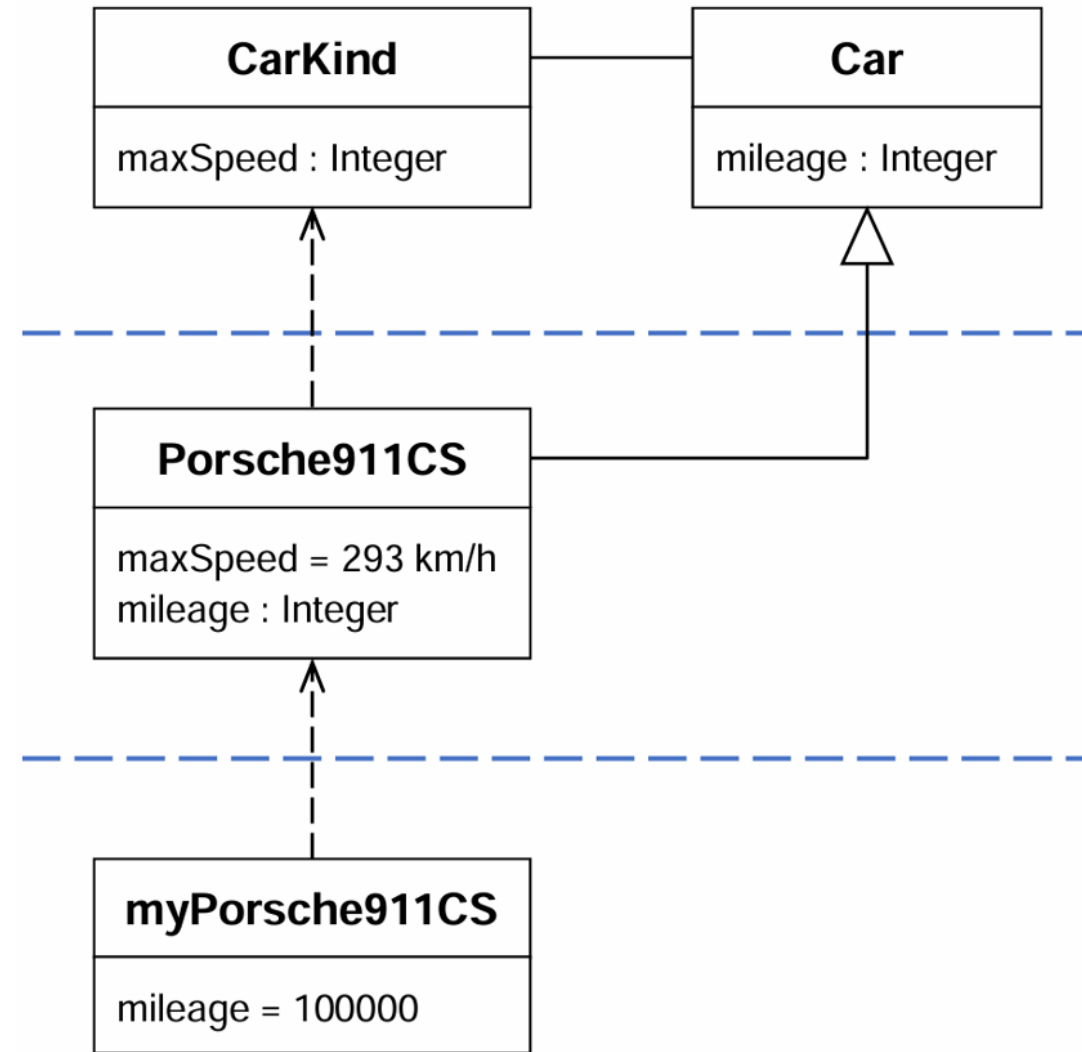 CarKind
maxSpeed : Integer
Car
mileage : Integer
Porsche911CS
maxSpeed = 293 km/h
mileage : Integer
myPorsche911CS
mileage = 100000